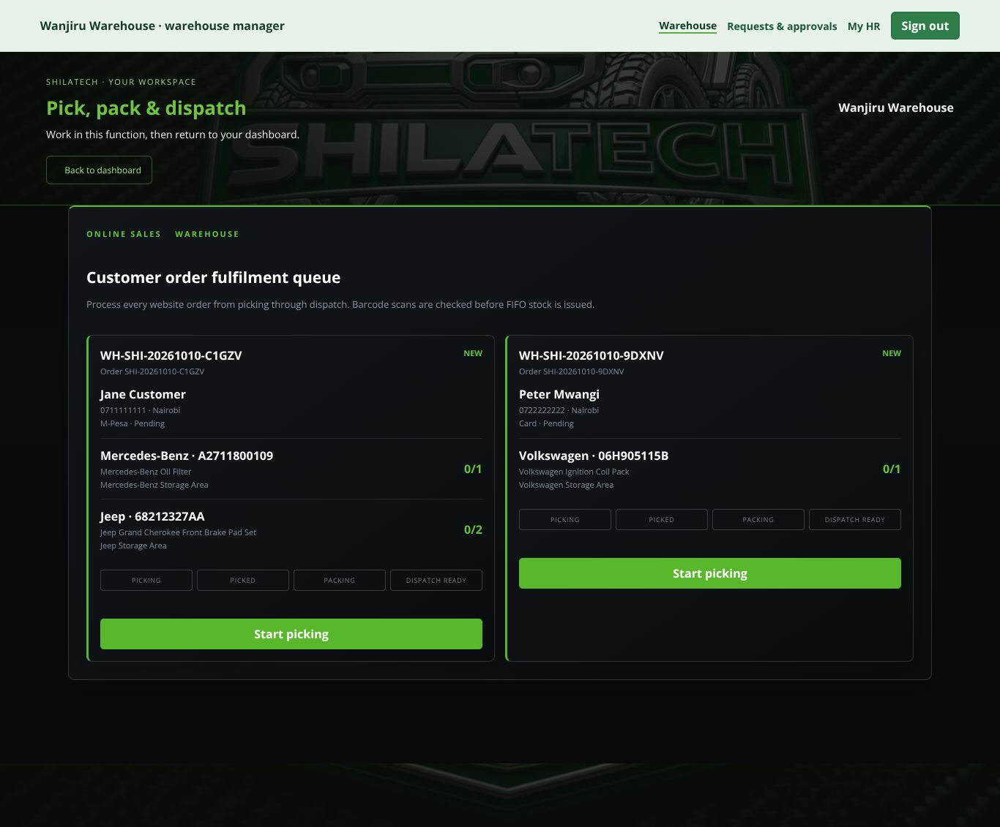 Wanjiru Warehouse · warehouse manager
Warehouse
Requests & approvals
My HR
Sign out
SHILATECH · YOUR WORKSPACE
Pick, pack & dispatch
Work in this function, then return to your dashboard.
Back to dashboard
Wanjiru Warehouse
SHILATECH
ONLINE SALES WAREHOUSE
Customer order fulfilment queue
Process every website order from picking through dispatch. Barcode scans are checked before FIFO stock is issued.
WH-SHI-20261010-C1GZV
NEW
Order SHI-20261010-C1GZV
Jane Customer
0711111111 · Nairobi
M-Pesa · Pending
Mercedes-Benz · A2711800109
Mercedes-Benz Oil Filter
Mercedes-Benz Storage Area
0/1
Jeep · 68212327AA
Jeep Grand Cherokee Front Brake Pad Set
Jeep Storage Area
0/2
PICKING
PICKED
PACKING
DISPATCH READY
Start picking
WH-SHI-20261010-9DXNV
NEW
Order SHI-20261010-9DXNV
Peter Mwangi
0722222222 · Nairobi
Card · Pending
Volkswagen · 06H905115B
Volkswagen Ignition Coil Pack
Volkswagen Storage Area
0/1
PICKING
PICKED
PACKING
DISPATCH READY
Start picking